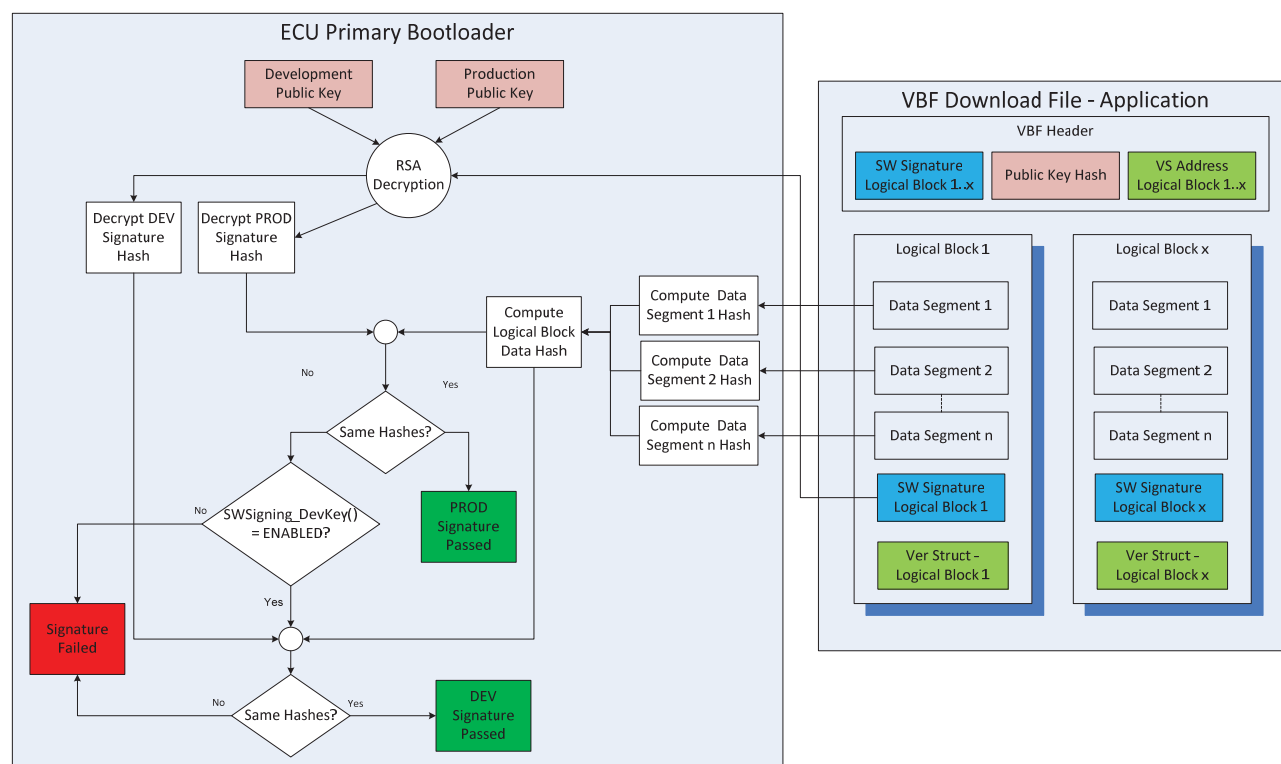 ECU Primary Bootloader
Development
Public Key
Production
Public Key
RSA
Decryption
Decrypt DEV
Signature
Hash
Decrypt PROD
Signature
Hash
Compute
Logical Block
Data Hash
Compute Data
Segment 1 Hash
Compute Data
Segment 2 Hash
Compute Data
Segment n Hash
No
Yes
Same Hashes?
No
SWSigning_DevKey()
= ENABLED?
PROD
Signature
Passed
Yes
Signature
Failed
No
Same Hashes?
Yes
DEV
Signature
Passed
VBF Download File - Application
VBF Header
SW Signature
Logical Block 1..x
Public Key Hash
VS Address
Logical Block 1..x
Logical Block 1
Data Segment 1
Data Segment 2
Data Segment n
SW Signature
Logical Block 1
Ver Struct -
Logical Block 1
Logical Block x
Data Segment 1
Data Segment 2
Data Segment n
SW Signature
Logical Block x
Ver Struct -
Logical Block x